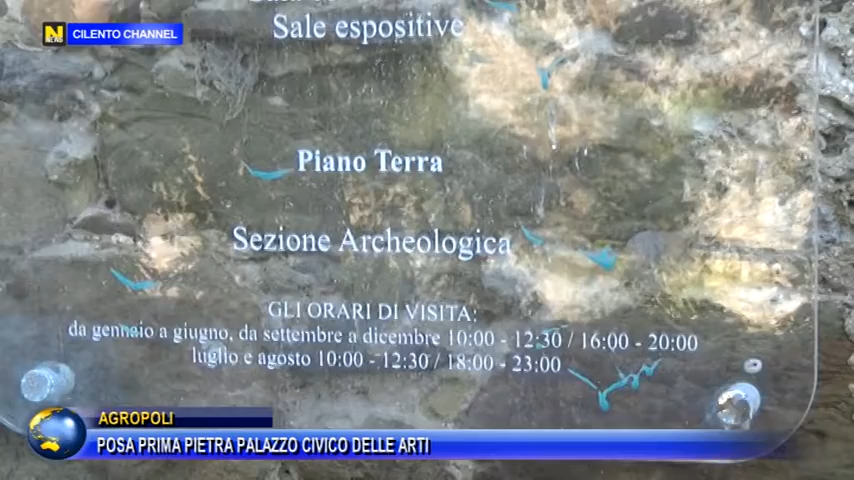 CILENTO CHANNEL
Sale espositive
Piano Terra
Sezione Archeologica
GLI ORARI DI VISITA:
da gennaio a giugno, da settembre a dicembre 10:00 - 12:30 / 16:00 - 20:00
luglio e agosto 10:00 - 12:30 / 18:00 - 23:00
AGROPOLI
POSA PRIMA PIETRA PALAZZO CIVICO DELLE ARTI